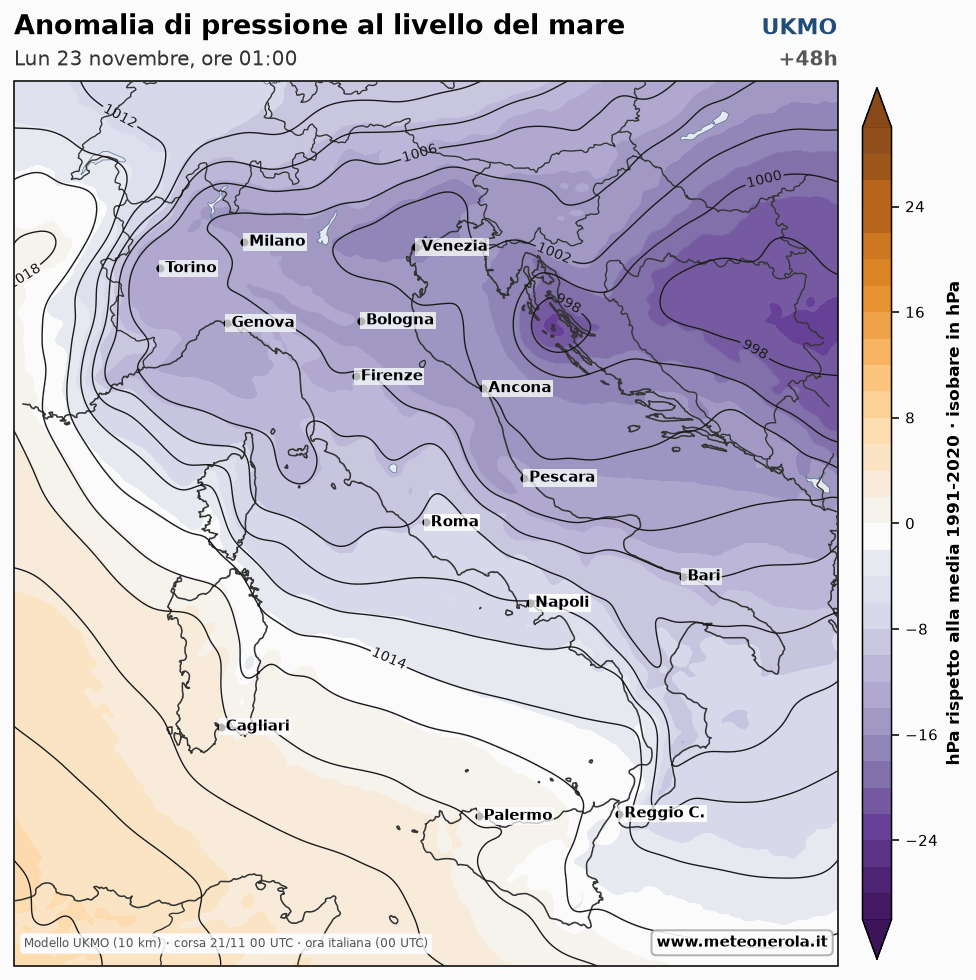 Anomalia di pressione al livello del mare
UKMO
Lun 23 novembre, ore 01:00
+48h
1012
1006
1000
1002
998
998
1018
1014
Milano
Venezia
Torino
Genova
Bologna
Firenze
Ancona
Pescara
Roma
Bari
Napoli
Cagliari
Palermo
Reggio C.
24
16
8
0
−8
−16
−24
hPa rispetto alla media 1991-2020 · isobare in hPa
Modello UKMO (10 km) · corsa 21/11 00 UTC · ora italiana (00 UTC)
www.meteonerola.it